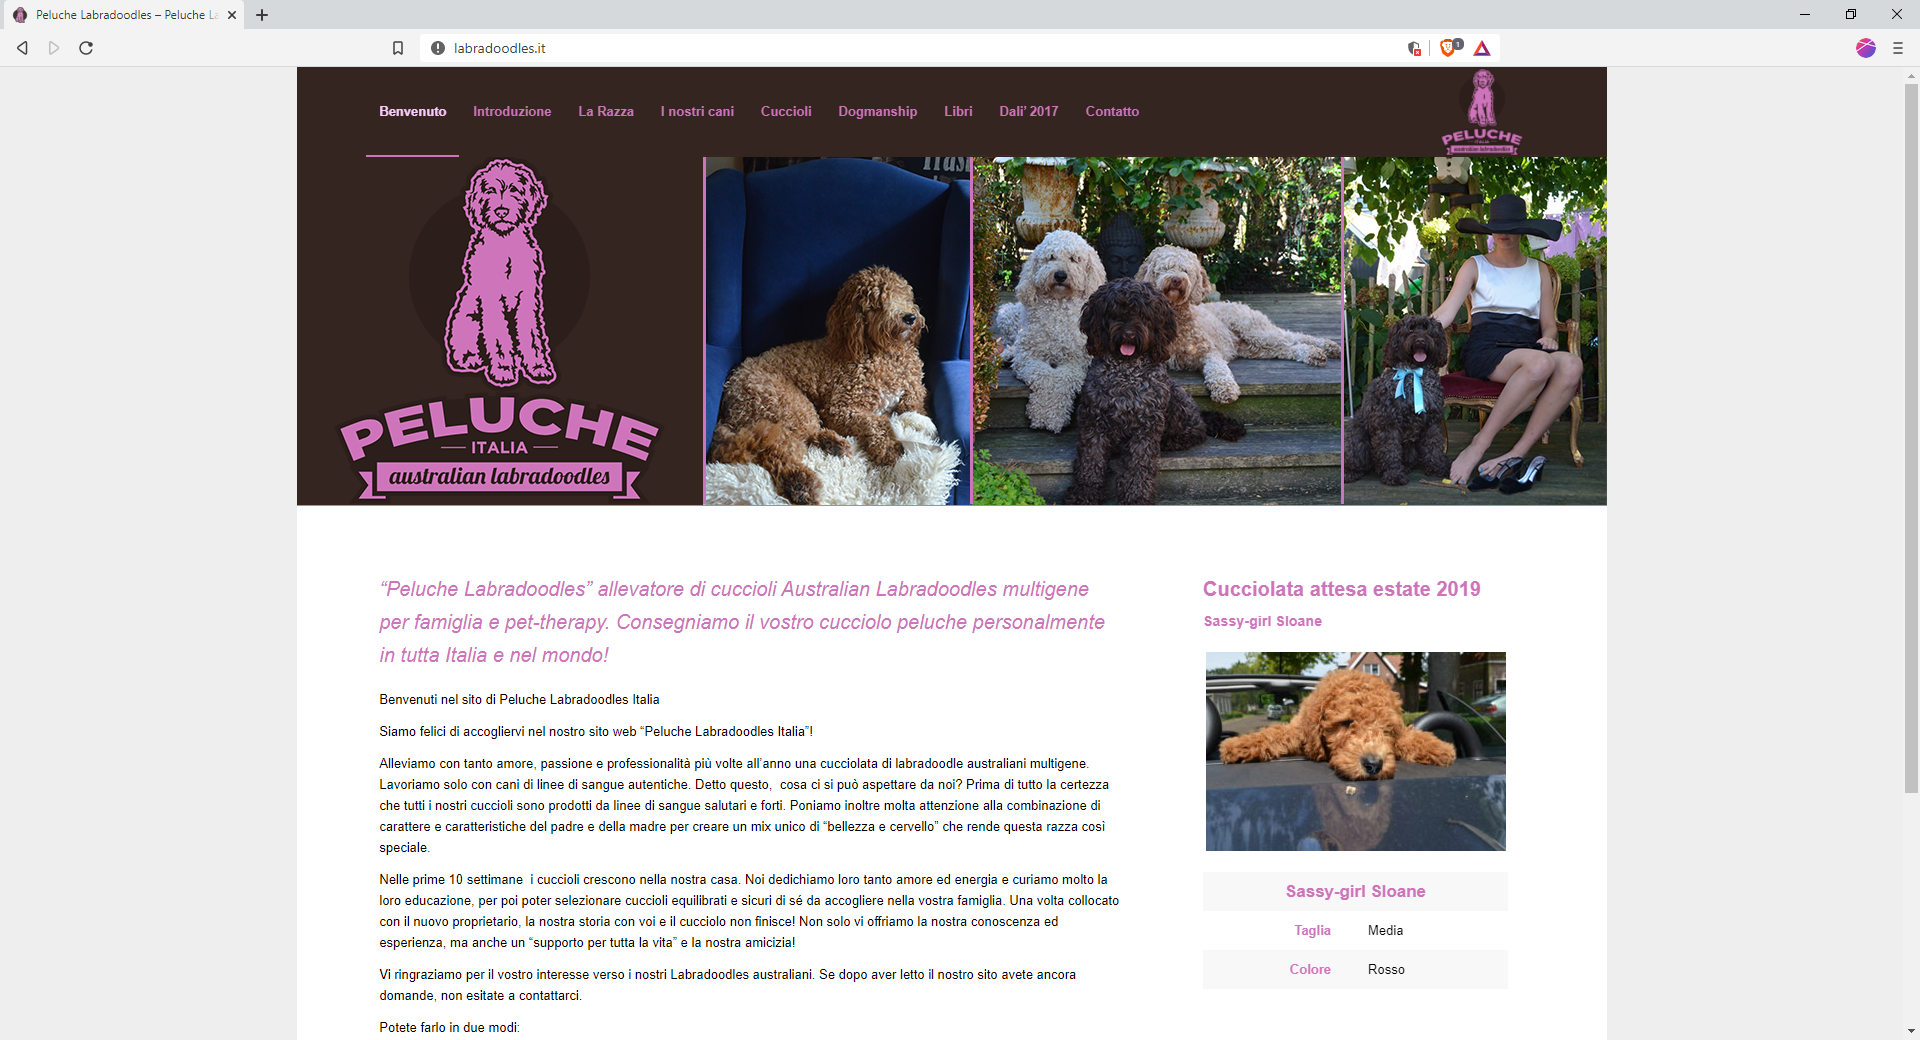 Peluche Labradoodles – Peluche La
labradoodles.it
1
Benvenuto Introduzione La Razza I nostri cani Cuccioli Dogmanship Libri Dali' 2017 Contatto
PELUCHE
ITALIA
australian labradoodles
PELUCHE
ITALIA
australian labradoodles
“Peluche Labradoodles” allevatore di cuccioli Australian Labradoodles multigene
per famiglia e pet-therapy. Consegniamo il vostro cucciolo peluche personalmente
in tutta Italia e nel mondo!
Benvenuti nel sito di Peluche Labradoodles Italia
Siamo felici di accogliervi nel nostro sito web “Peluche Labradoodles Italia”!
Alleviamo con tanto amore, passione e professionalità più volte all’anno una cucciolata di labradoodle australiani multigene.
Lavoriamo solo con cani di linee di sangue autentiche. Detto questo, cosa ci si può aspettare da noi? Prima di tutto la certezza
che tutti i nostri cuccioli sono prodotti da linee di sangue salutari e forti. Poniamo inoltre molta attenzione alla combinazione di
carattere e caratteristiche del padre e della madre per creare un mix unico di “bellezza e cervello” che rende questa razza così
speciale.
Nelle prime 10 settimane i cuccioli crescono nella nostra casa. Noi dedichiamo loro tanto amore ed energia e curiamo molto la
loro educazione, per poi poter selezionare cuccioli equilibrati e sicuri di sé da accogliere nella vostra famiglia. Una volta collocato
con il nuovo proprietario, la nostra storia con voi e il cucciolo non finisce! Non solo vi offriamo la nostra conoscenza ed
esperienza, ma anche un “supporto per tutta la vita” e la nostra amicizia!
Vi ringraziamo per il vostro interesse verso i nostri Labradoodles australiani. Se dopo aver letto il nostro sito avete ancora
domande, non esitate a contattarci.
Potete farlo in due modi:
Cucciolata attesa estate 2019
Sassy-girl Sloane
Sassy-girl Sloane
Taglia Media
Colore Rosso